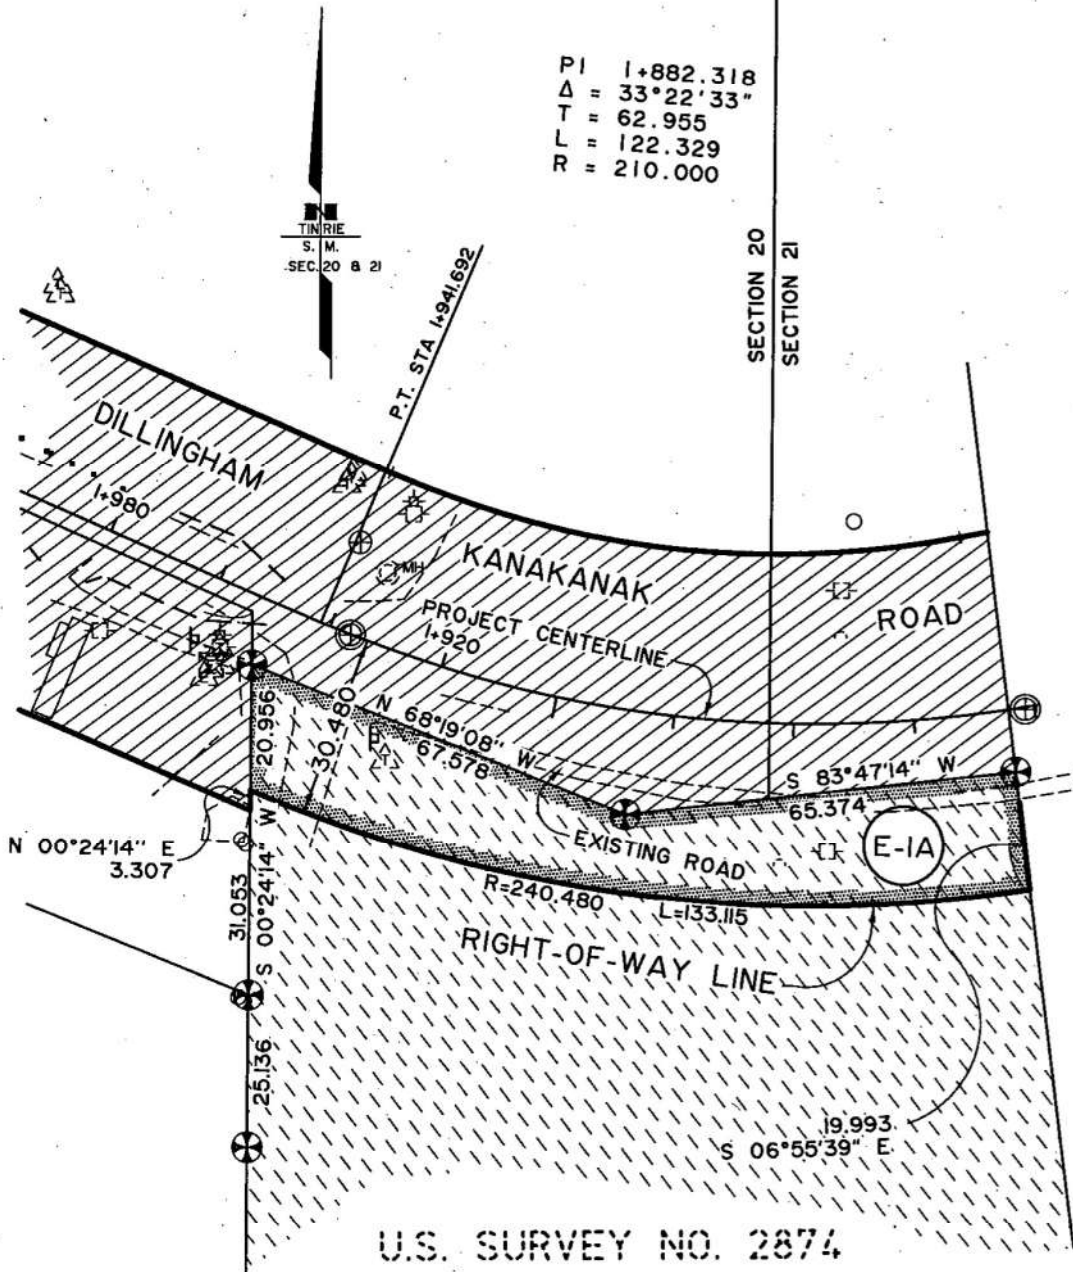 PI 1+882.318
Δ = 33°22'33"
T = 62.955
L = 122.329
R = 210.000
N
TINRIE
S. M.
SEC. 20 & 21
SECTION 20
SECTION 21
P.T. STA 1+941.692
DILLINGHAM
1+980
KANAKANAK
MH
ROAD
PROJECT CENTERLINE
1+920
N 68°19'08" W
67.578
20.956
30.480
S 83°47'14" W
65.374
E-1A
EXISTING ROAD
N 00°24'14" E
3.307
R=240.480
L=133.115
31.053
S 00°24'14" W
RIGHT-OF-WAY LINE
25.136
19.993
S 06°55'39" E
U.S. SURVEY NO. 2874